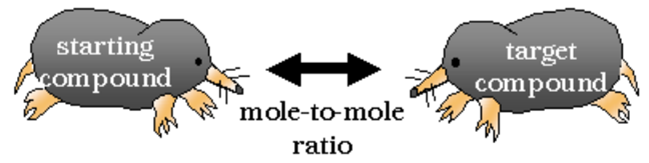 starting
compound
target
compound
mole-to-mole
ratio